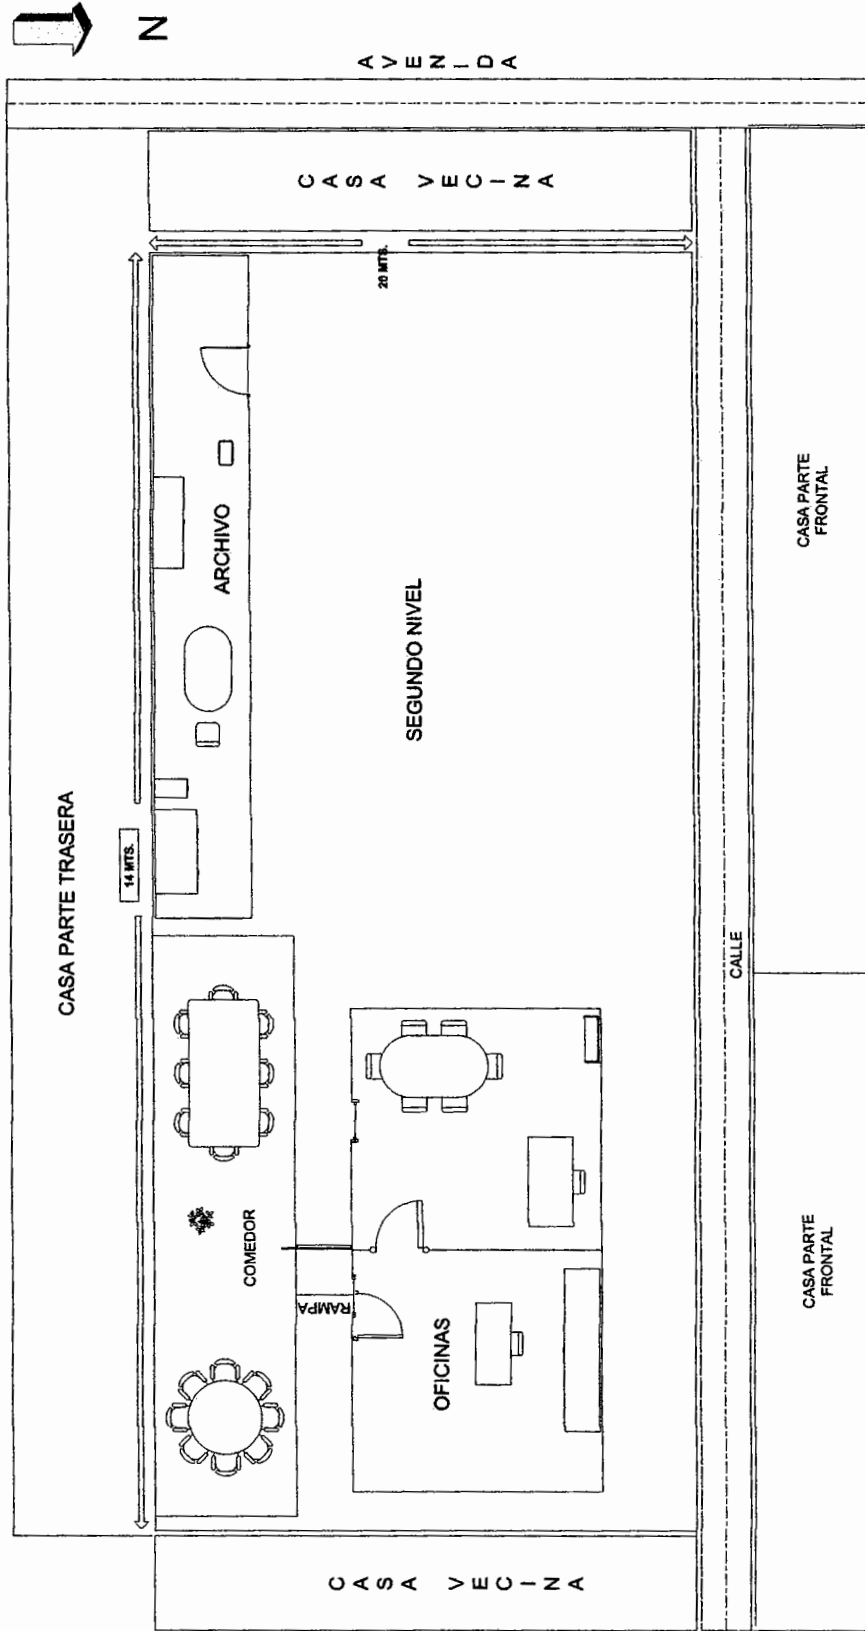 N
AVENIDA
CASA VECINA
20 MTS.
CASA PARTE TRASERA
14 MTS.
ARCHIVO
SEGUNDO NIVEL
COMEDOR
RAMPA
OFICINAS
CALLE
CASA PARTE
FRONTAL
CASA PARTE
FRONTAL
CASA VECINA